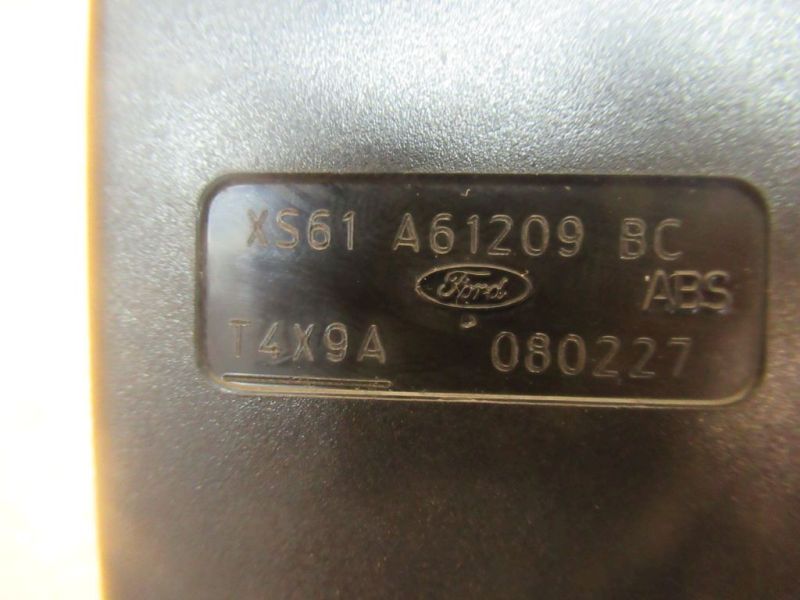 XS61 A61209 BC
Ford
ABS
T4X9A 080227